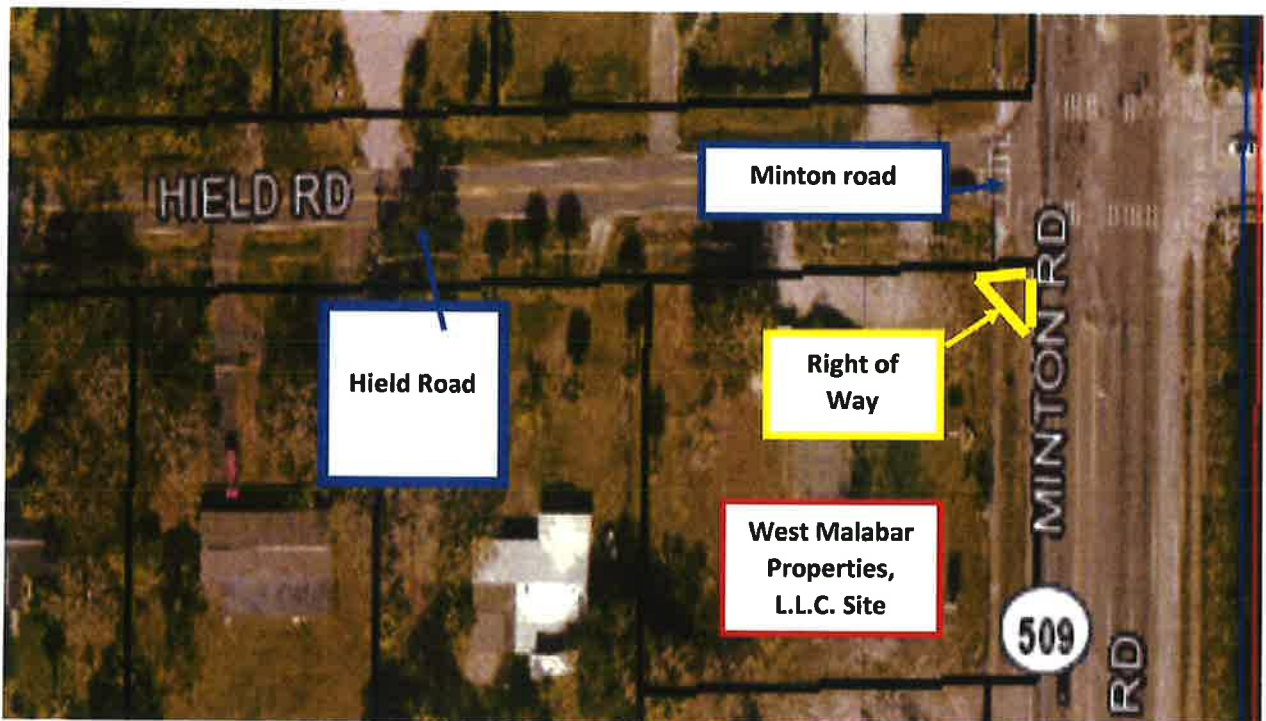 HIELD RD
Minton road
MINTON RD
Hield Road
Right of
Way
West Malabar
Properties,
L.L.C. Site
509
RD